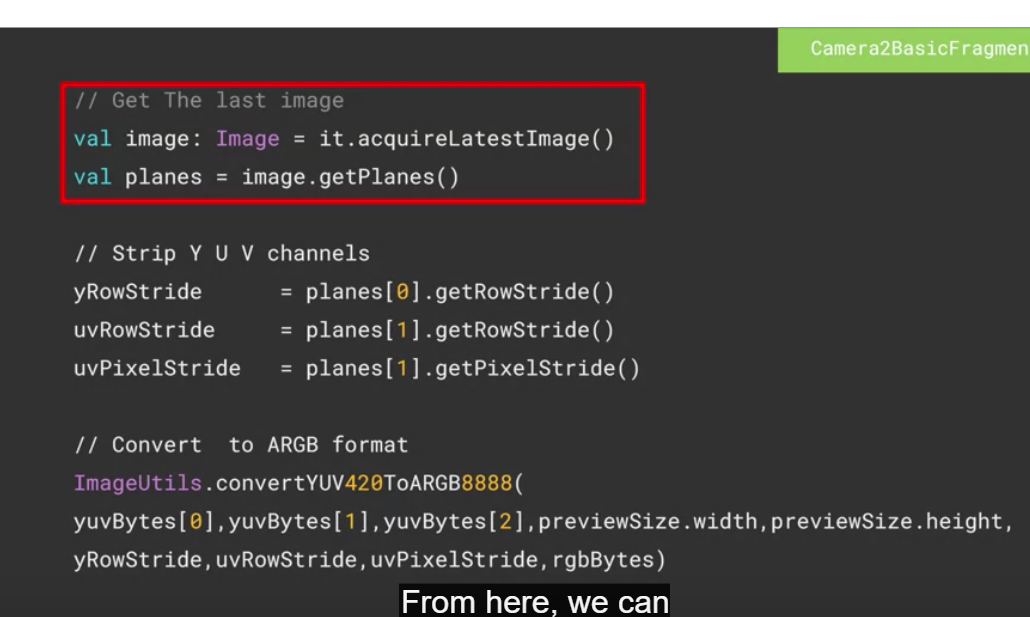 Camera2BasicFragmen
// Get The last image
val image: Image = it.acquireLatestImage()
val planes = image.getPlanes()
// Strip Y U V channels
yRowStride = planes[0].getRowStride()
uvRowStride = planes[1].getRowStride()
uvPixelStride = planes[1].getPixelStride()
// Convert to ARGB format
ImageUtils.convertYUV420ToARGB8888(
yuvBytes[0],yuvBytes[1],yuvBytes[2],previewSize.width,previewSize.height,
yRowStride,uvRowStride,uvPixelStride,rgbBytes)
From here, we can